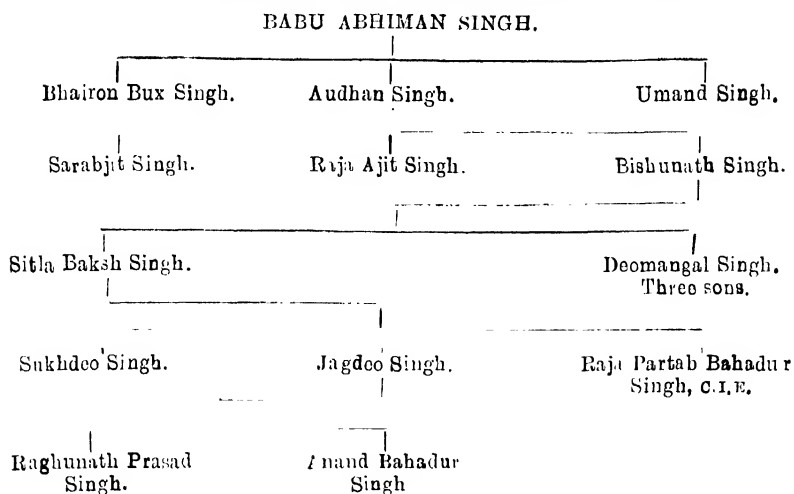 BABU ABHIMAN SINGH.
Bhairon Bux Singh. Audhan Singh. Umand Singh.
Sarabjit Singh. Raja Ajit Singh. Bishunath Singh.
Sitla Baksh Singh. Deomangal Singh.
Three sons.
Sukhdeo Singh. Jagdeo Singh. Raja Partab Bahadur
Singh, C.I.E.
Raghunath Prasad Anand Bahadur
Singh. Singh